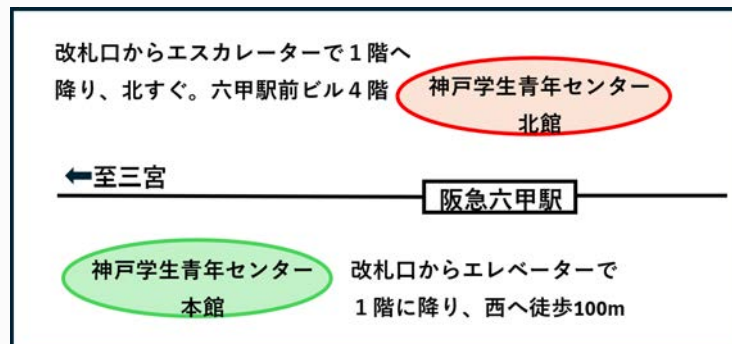 改札口からエスカレーターで１階へ
降り、北すぐ。六甲駅前ビル４階
神戸学生青年センター
北館
←至三宮
阪急六甲駅
神戸学生青年センター
本館
改札口からエレベーターで
１階に降り、西へ徒歩100m